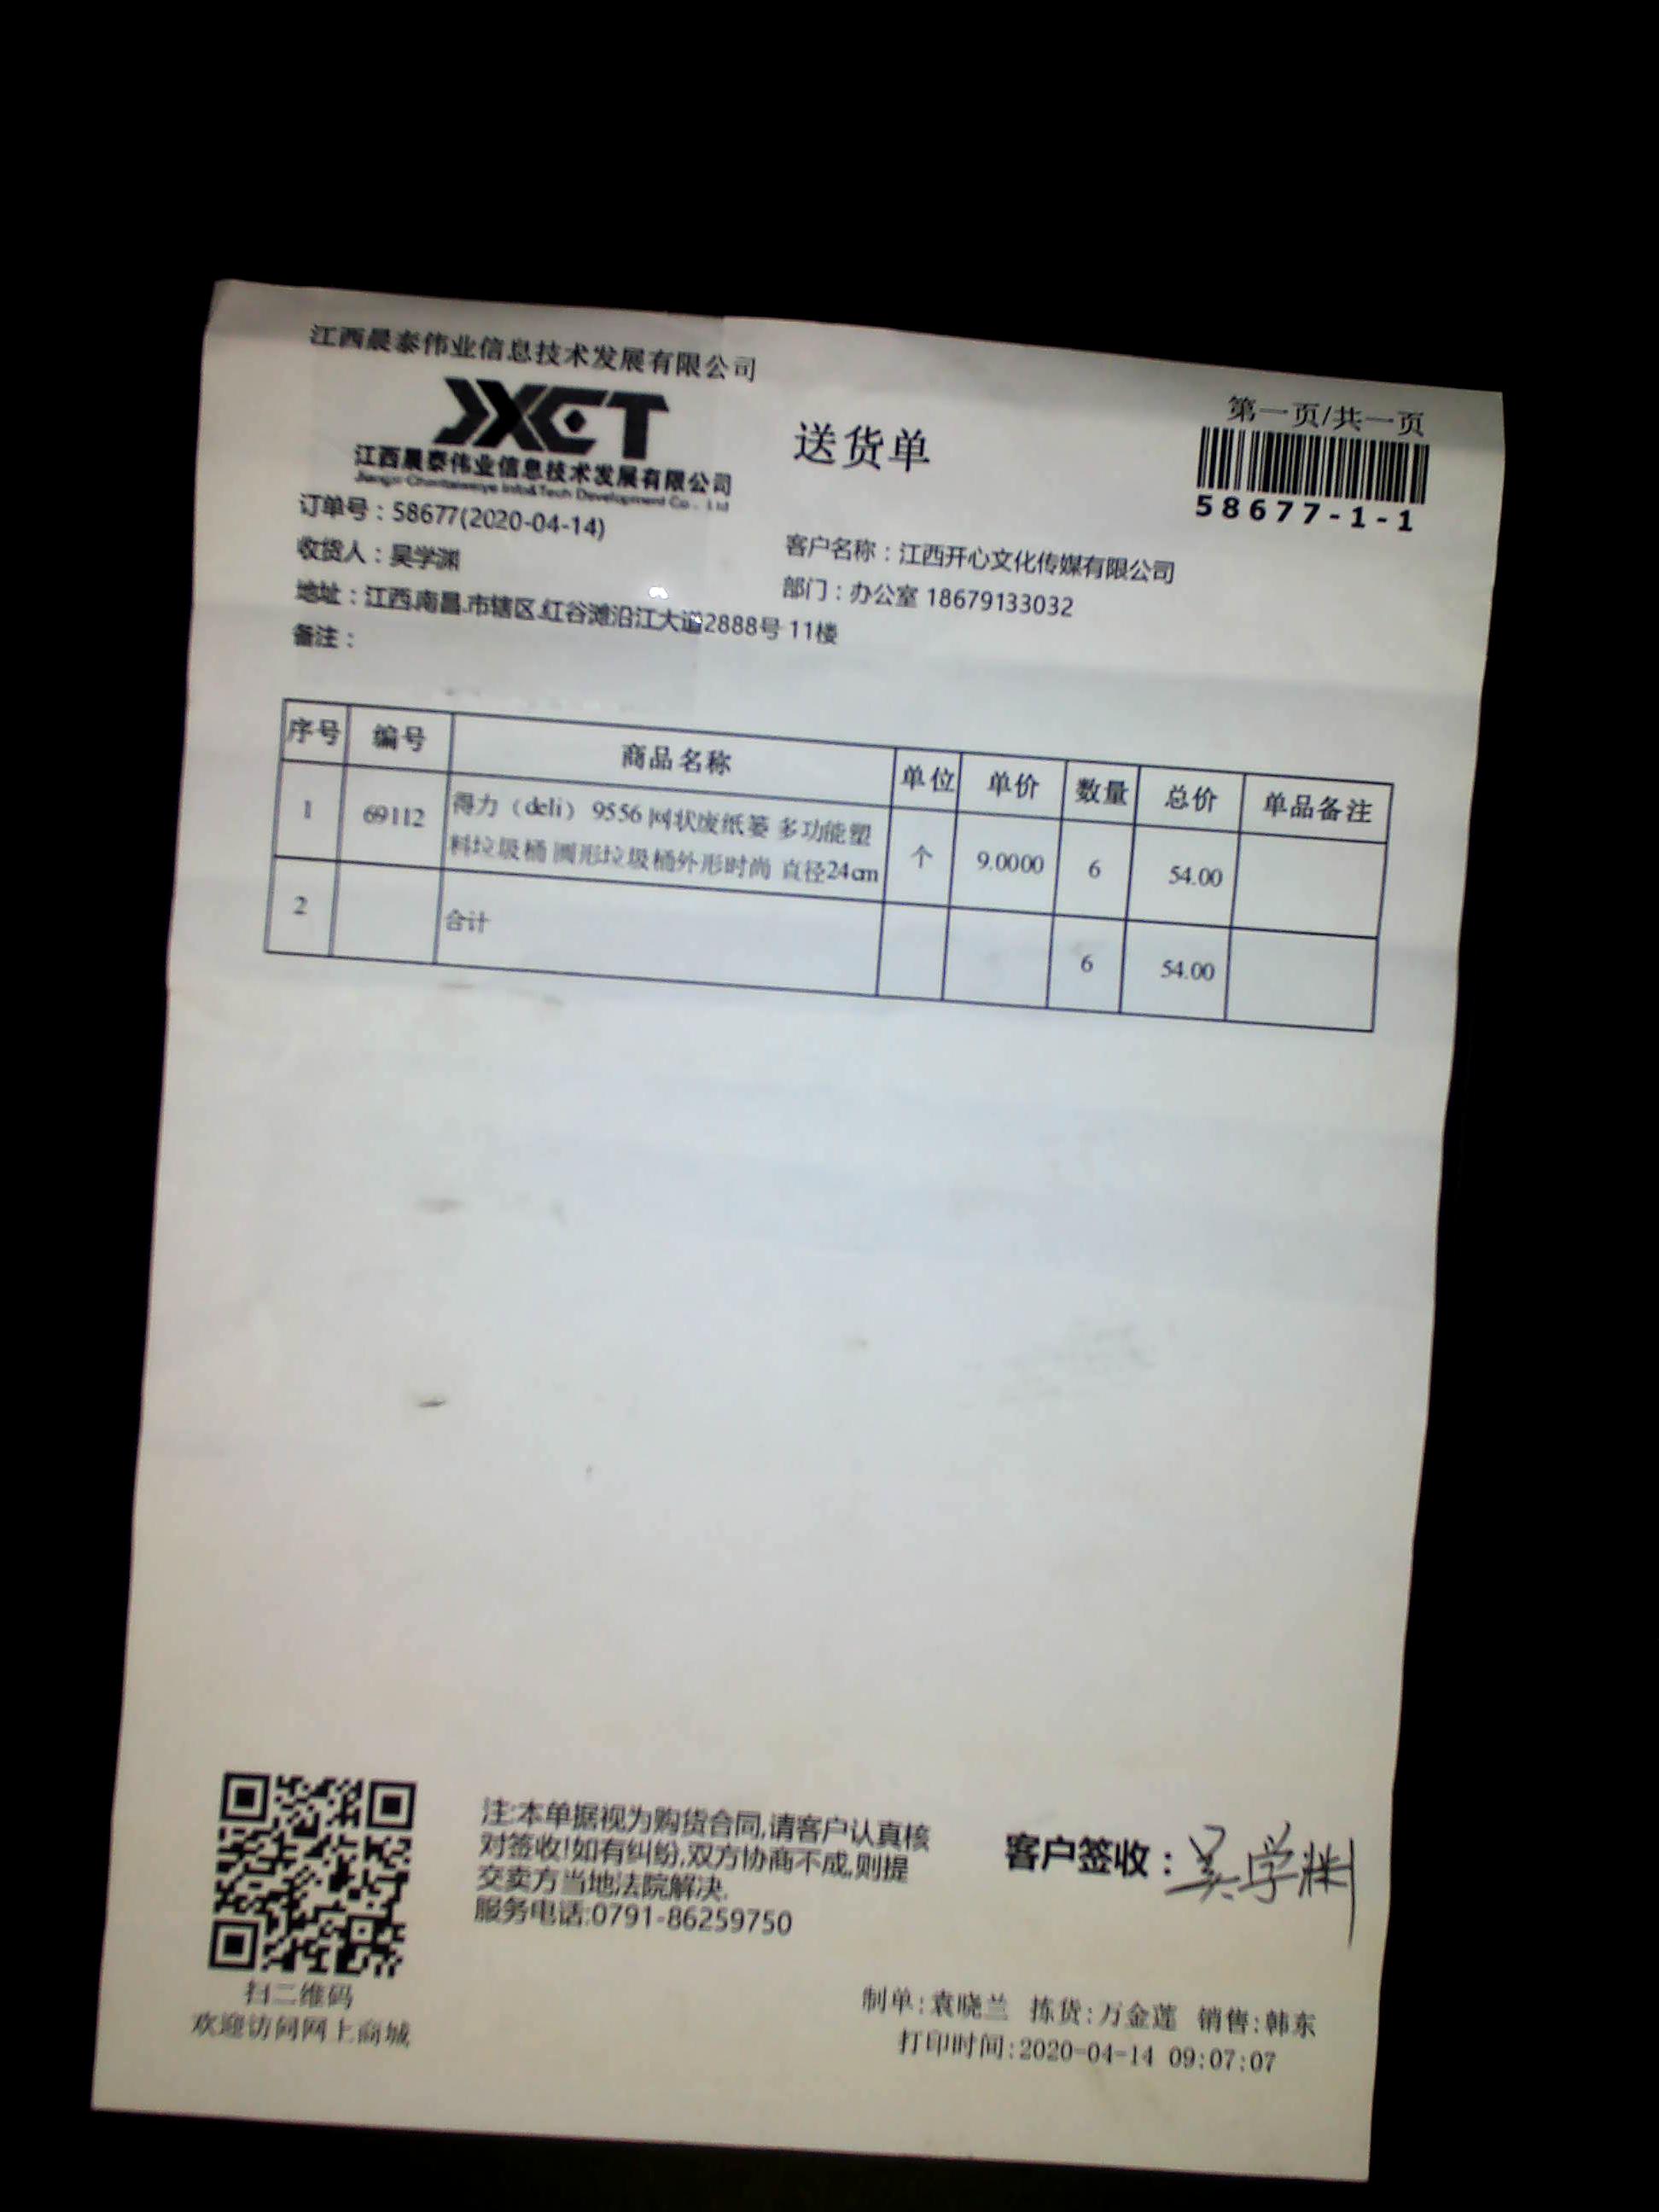 江西晨泰伟业信息技术发展有限公司
第一页/共一页
JXCT
送货单
江西晨泰伟业信息技术发展有限公司
58677-1-1
订单号：58677(2020-04-14)
客户名称：江西开心文化传媒有限公司
收货人：吴学渊
部门：办公室 18679133032
地址：江西.南昌.市辖区.红谷滩沿江大道2888号 11楼
备注：
序号 编号 商品名称 单位 单价 数量 总价 单品备注
1 69112 得力（deli） 9556 网状废纸篓 多功能塑
料垃圾桶 圆形垃圾桶外形时尚 直径24cm 个 9.0000 6 54.00
2 合计 6 54.00
注:本单据视为购货合同,请客户认真核
对签收!如有纠纷,双方协商不成,则提
交卖方当地法院解决.
服务电话:0791-86259750
客户签收：吴学渊
扫二维码
欢迎访问网上商城
制单:袁晓兰 拣货:万金莲 销售:韩东
打印时间:2020-04-14 09:07:07